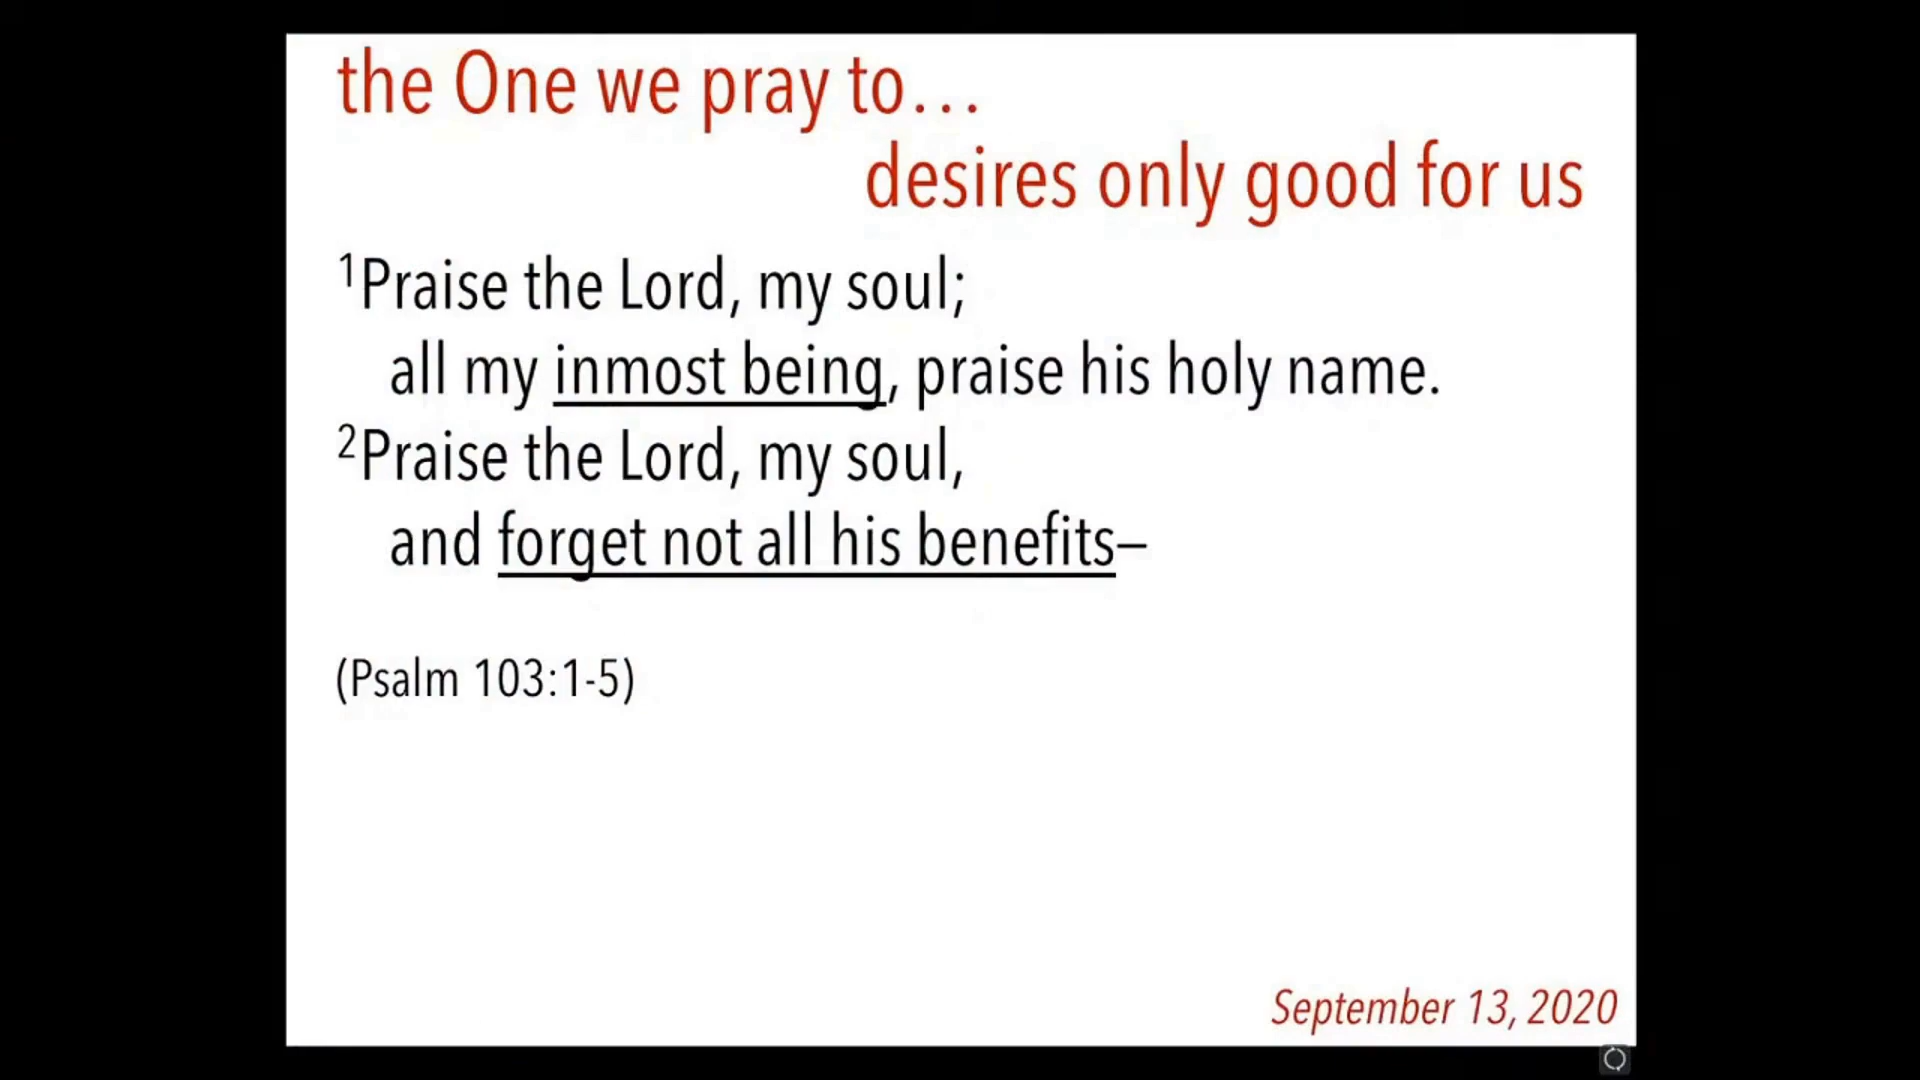 the One we pray to...
desires only good for us
¹Praise the Lord, my soul;
all my inmost being, praise his holy name.
²Praise the Lord, my soul,
and forget not all his benefits–
(Psalm 103:1-5)
September 13, 2020